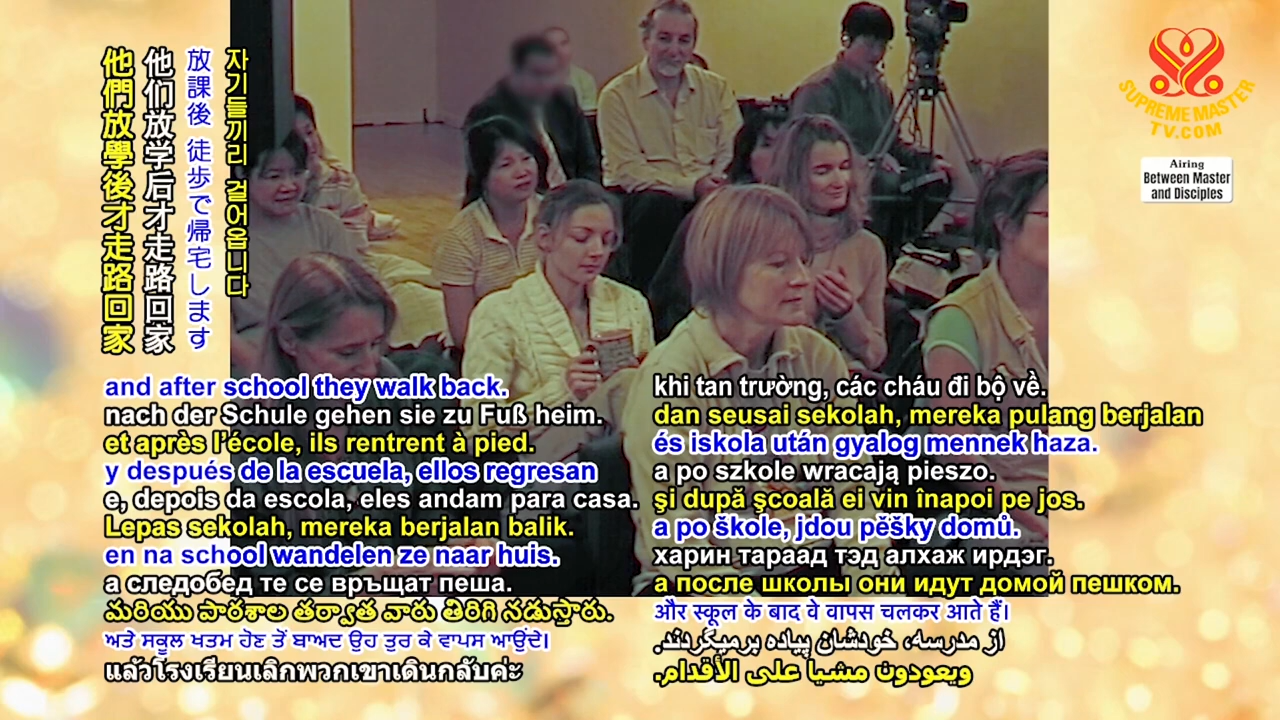 他們放學後才走路回家
他们放学后才走路回家
放課後 徒歩で帰宅します
자기들끼리 걸어옵니다
SUPREME MASTER
TV.COM
Airing
Between Master
and Disciples
and after school they walk back.
nach der Schule gehen sie zu Fuß heim.
et après l'école, ils rentrent à pied.
y después de la escuela, ellos regresan
e, depois da escola, eles andam para casa.
Lepas sekolah, mereka berjalan balik.
en na school wandelen ze naar huis.
а следобед те се връщат пеша.
మరియు పాఠశాల తర్వాత వారు తిరిగి నడుస్తారు.
ਅਤੇ ਸਕੂਲ ਖਤਮ ਹੋਣ ਤੋਂ ਬਾਅਦ ਉਹ ਤੁਰ ਕੇ ਵਾਪਸ ਆਉਂਦੇ।
แล้วโรงเรียนเลิกพวกเขาเดินกลับค่ะ
khi tan trường, các cháu đi bộ về.
dan seusai sekolah, mereka pulang berjalan
és iskola után gyalog mennek haza.
a po szkole wracają pieszo.
şi după şcoală ei vin înapoi pe jos.
a po škole, jdou pěšky domů.
харин тараад тэд алхаж ирдэг.
а после школы они идут домой пешком.
और स्कूल के बाद वे वापस चलकर आते हैं।
از مدرسه، خودشان پیاده برمیگردند.
ويعودون مشيا على الأقدام.